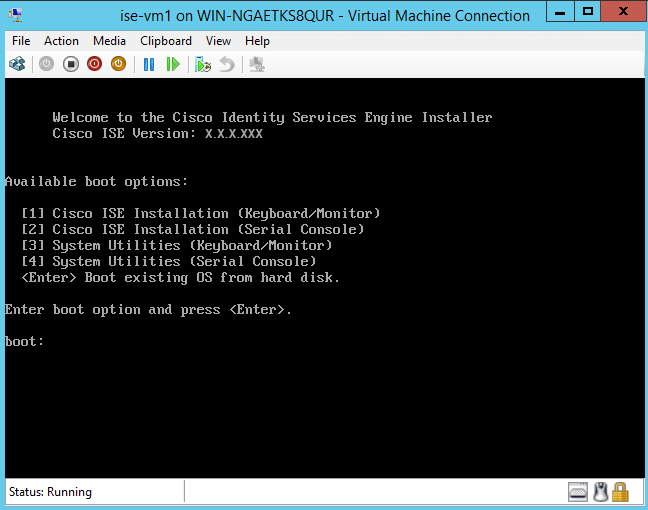 ise-vm1 on WIN-NGAETKS8QUR - Virtual Machine Connection
File Action Media Clipboard View Help
Welcome to the Cisco Identity Services Engine Installer
Cisco ISE Version: X.X.X.XXX
Available boot options:
[1] Cisco ISE Installation (Keyboard/Monitor)
[2] Cisco ISE Installation (Serial Console)
[3] System Utilities (Keyboard/Monitor)
[4] System Utilities (Serial Console)
<Enter> Boot existing OS from hard disk.
Enter boot option and press <Enter>.
boot:
Status: Running